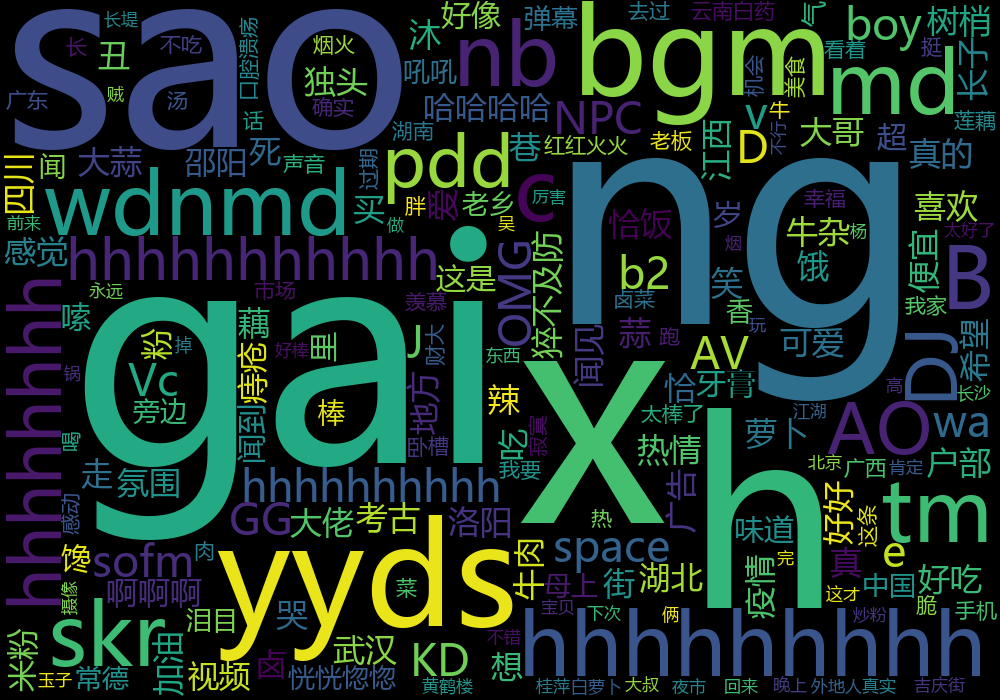 长堤
sao
好像
弹幕
去过
云南白药
气
长
丑
不吃
口腔溃疡
烟火
沐
nb
bgm
看着
boy
树梢
独头
吼吼
机会
美食
挺
md
长子
广东
贼
汤
确实
哈哈哈哈
NPC
v
牛
莲藕
话
湖南
巷
红红火火
老板
D
不行
大哥
超
真的
四川
闻
大蒜
邵阳
死
声音
过期
pdd
江西
ng
wdnmd
买
爱
老乡
c
厉害
恰饭
岁
幸福
喜欢
前来
胖
做
吴
烟
牛杂
杨
太好了
感觉
hhhhhhhhhhh
这是
OMG
猝不及防
b2
笑
饿
便宜
B
hhhhhhhhh
永远
市场
羡慕
卤菜
香
我家
嗦
gai
粉
掉
藕
里
J
财大
蒜
跑
玩
可爱
DJ
希望
锅
Vc
痔疮
好棒
东西
闻见
AV
高
旁边
棒
地方
辣
x
恰
牙膏
长沙
喝
闻到
卧槽
吃
寂寞
太棒了
江湖
AO
wa
走
氛围
我要
热情
萝卜
北京
广西
肯定
户部
hhhhhhhhhh
h
感动
GG
大佬
考古
洛阳
热
广告
味道
好好
这条
tm
馋
sofm
肉
yyds
牛肉
space
完
真
e
摄像
啊啊啊
菜
母上
街
湖北
疫情
这才
中国
好吃
skr
泪目
哭
宝贝
下次
俩
炒粉
脆
手机
米粉
加油
武汉
不错
hhhhhhhhh
玉子
常德
视频
卤
恍恍惚惚
KD
黄鹤楼
想
桂萍白萝卜
大叔
夜市
回来
晚上
外地人真实
吉庆街